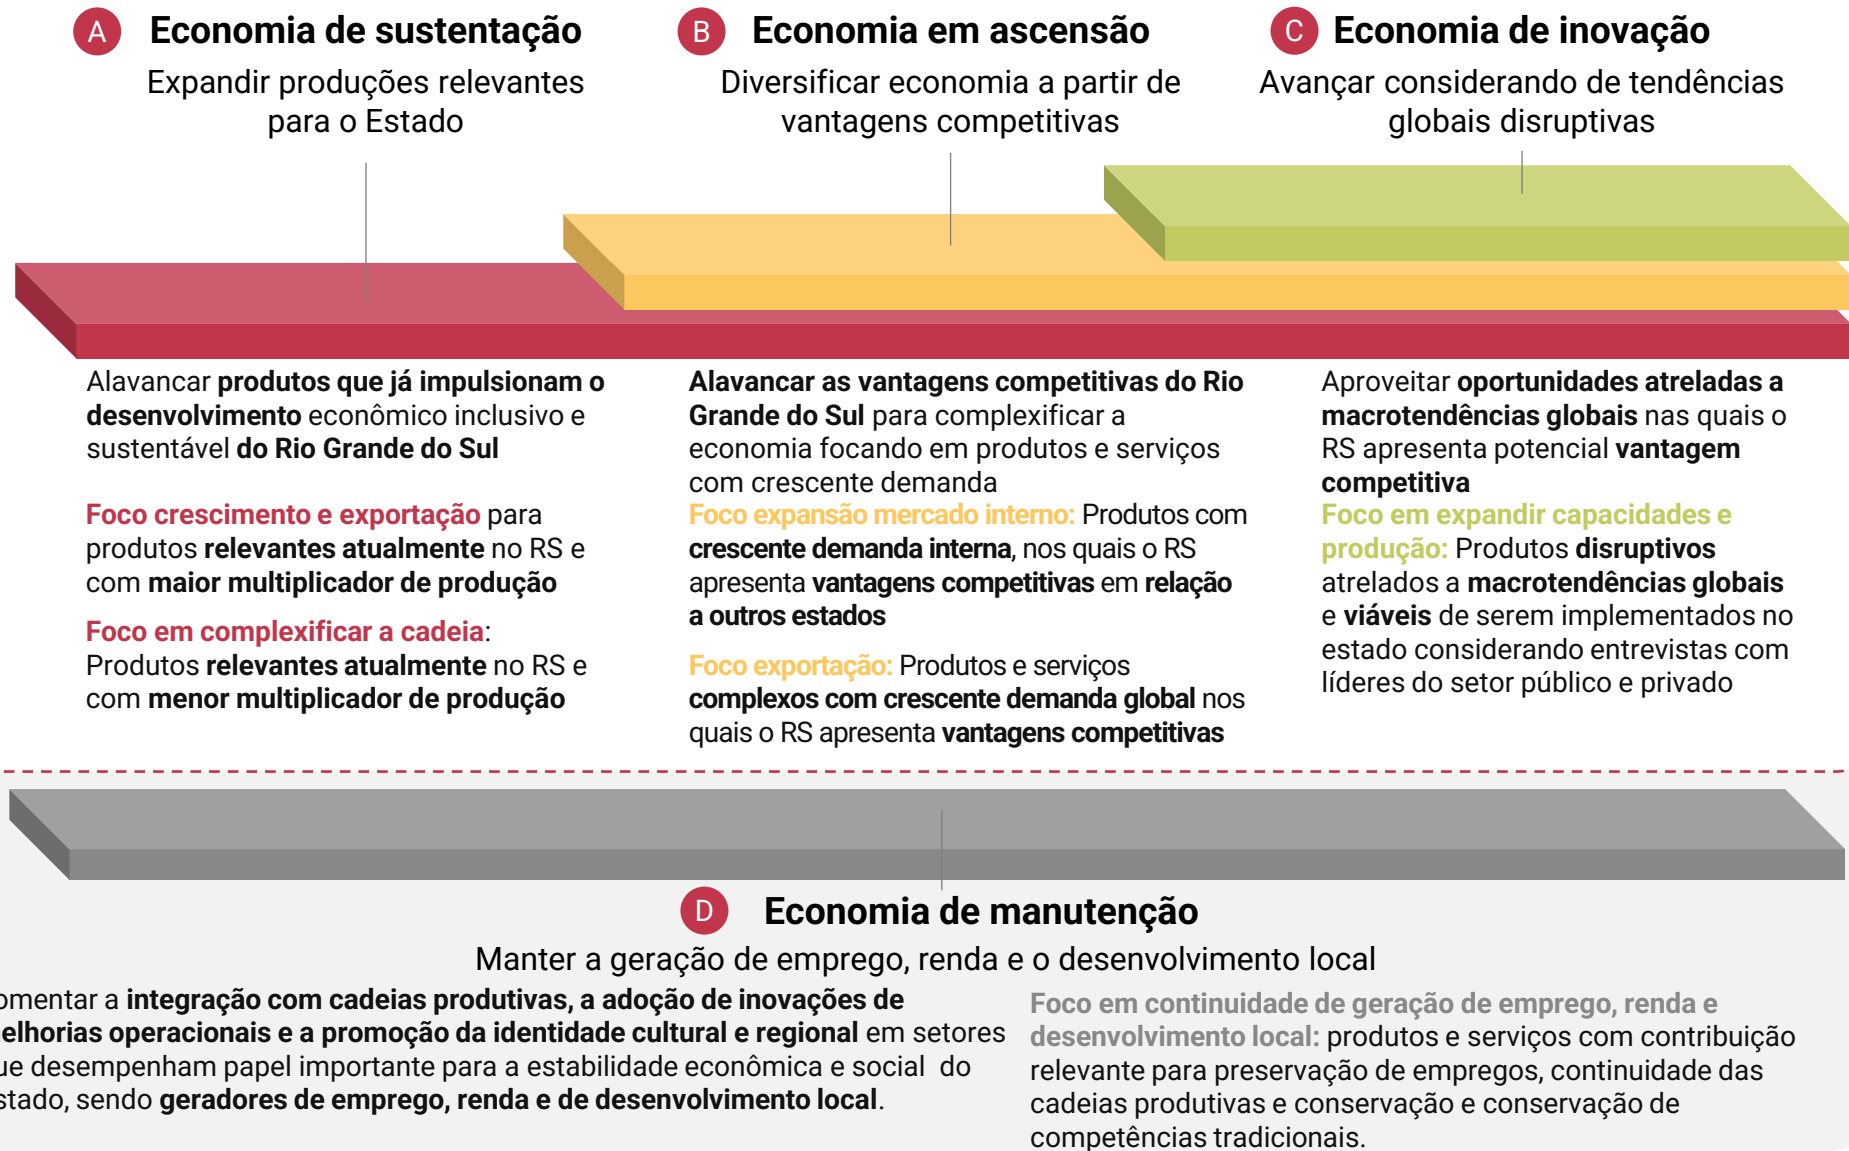 A Economia de sustentação
Expandir produções relevantes
para o Estado
B Economia em ascensão
Diversificar economia a partir de
vantagens competitivas
C Economia de inovação
Avançar considerando de tendências
globais disruptivas
Alavancar produtos que já impulsionam o
desenvolvimento econômico inclusivo e
sustentável do Rio Grande do Sul
Foco crescimento e exportação para
produtos relevantes atualmente no RS e
com maior multiplicador de produção
Foco em complexificar a cadeia:
Produtos relevantes atualmente no RS e
com menor multiplicador de produção
Alavancar as vantagens competitivas do Rio
Grande do Sul para complexificar a
economia focando em produtos e serviços
com crescente demanda
Foco expansão mercado interno: Produtos com
crescente demanda interna, nos quais o RS
apresenta vantagens competitivas em relação
a outros estados
Foco exportação: Produtos e serviços
complexos com crescente demanda global nos
quais o RS apresenta vantagens competitivas
Aproveitar oportunidades atreladas a
macrotendências globais nas quais o
RS apresenta potencial vantagem
competitiva
Foco em expandir capacidades e
produção: Produtos disruptivos
atrelados a macrotendências globais
e viáveis de serem implementados no
estado considerando entrevistas com
líderes do setor público e privado
D Economia de manutenção
Manter a geração de emprego, renda e o desenvolvimento local
omentar a integração com cadeias produtivas, a adoção de inovações de
elhorias operacionais e a promoção da identidade cultural e regional em setores
ue desempenham papel importante para a estabilidade econômica e social do
stado, sendo geradores de emprego, renda e de desenvolvimento local.
Foco em continuidade de geração de emprego, renda e
desenvolvimento local: produtos e serviços com contribuição
relevante para preservação de empregos, continuidade das
cadeias produtivas e conservação e conservação de
competências tradicionais.